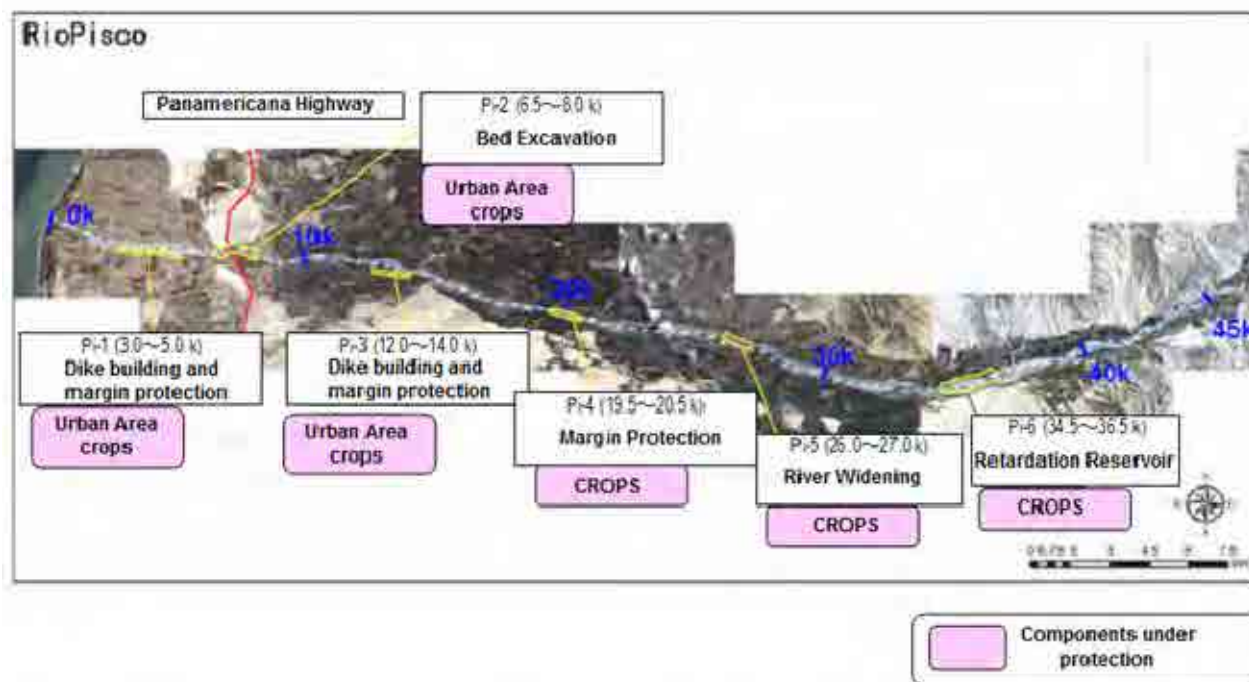 RioPisco
Panamericana Highway
Pi-2 (6.5~8.0 k)
Bed Excavation
Urban Area
crops
0k
10k
20k
30k
40k
45k
Pi-1 (3.0~5.0 k)
Dike building and
margin protection
Urban Area
crops
Pi-3 (12.0~14.0 k)
Dike building and
margin protection
Urban Area
crops
Pi-4 (19.5~20.5 k)
Margin Protection
CROPS
Pi-5 (26.0~27.0 k)
River Widening
CROPS
Pi-6 (34.5~36.5 k)
Retardation Reservoir
CROPS
Components under
protection